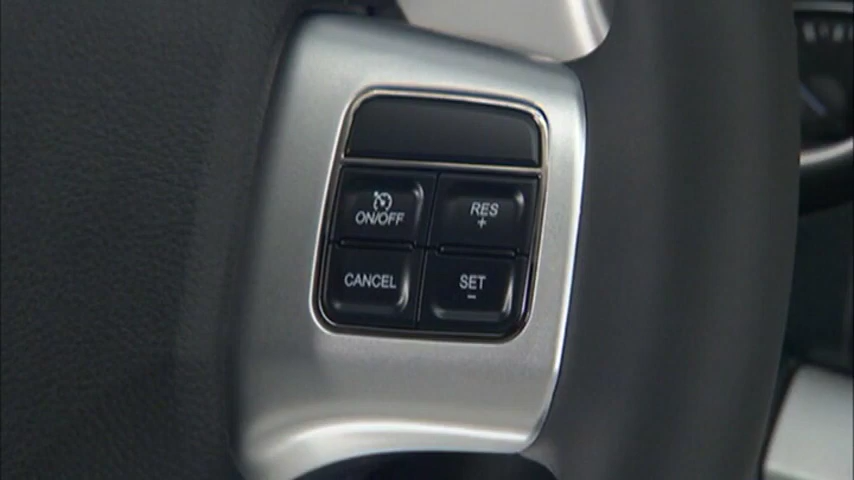 ON/OFF
RES
+
CANCEL
SET
-